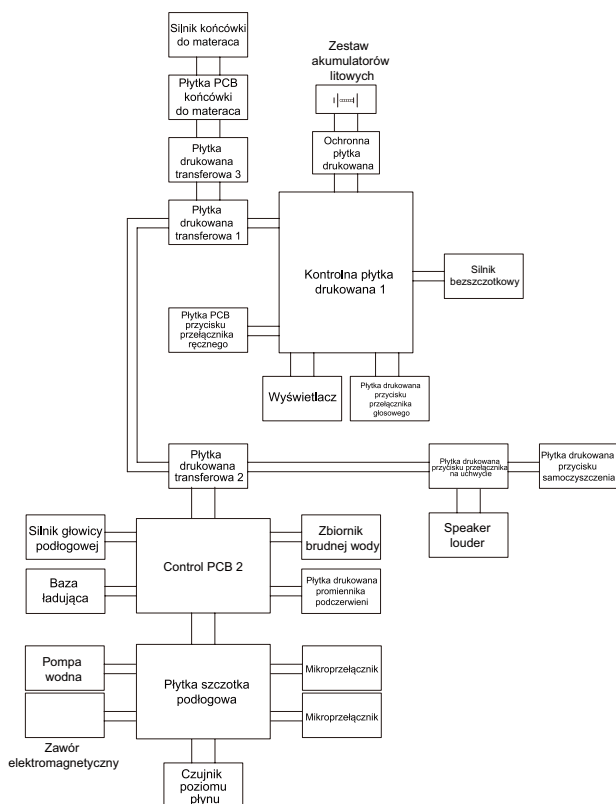 Silnik końcówki
do materaca
Płytka PCB
końcówki
do materaca
Płytka
drukowana
transferowa 3
Płytka
drukowana
transferowa 1
Zestaw
akumulatorów
litowych
Ochronna
płytka
drukowana
Kontrolna płytka
drukowana 1
Silnik
bezszczotkowy
Płytka PCB
przycisku
przełącznika
ręcznego
Wyświetlacz
Płytka drukowana
przycisku
przełącznika
głosowego
Płytka
drukowana
transferowa 2
Płytka drukowana
przycisku przełącznika
na uchwycie
Płytka drukowana
przycisku
samoczyszczenia
Speaker
louder
Silnik głowicy
podłogowej
Control PCB 2
Zbiornik
brudnej wody
Baza
ładująca
Płytka drukowana
promiennika
podczerwieni
Pompa
wodna
Płytka szczotka
podłogowa
Mikroprzełącznik
Mikroprzełącznik
Zawór
elektromagnetyczny
Czujnik
poziomu
płynu